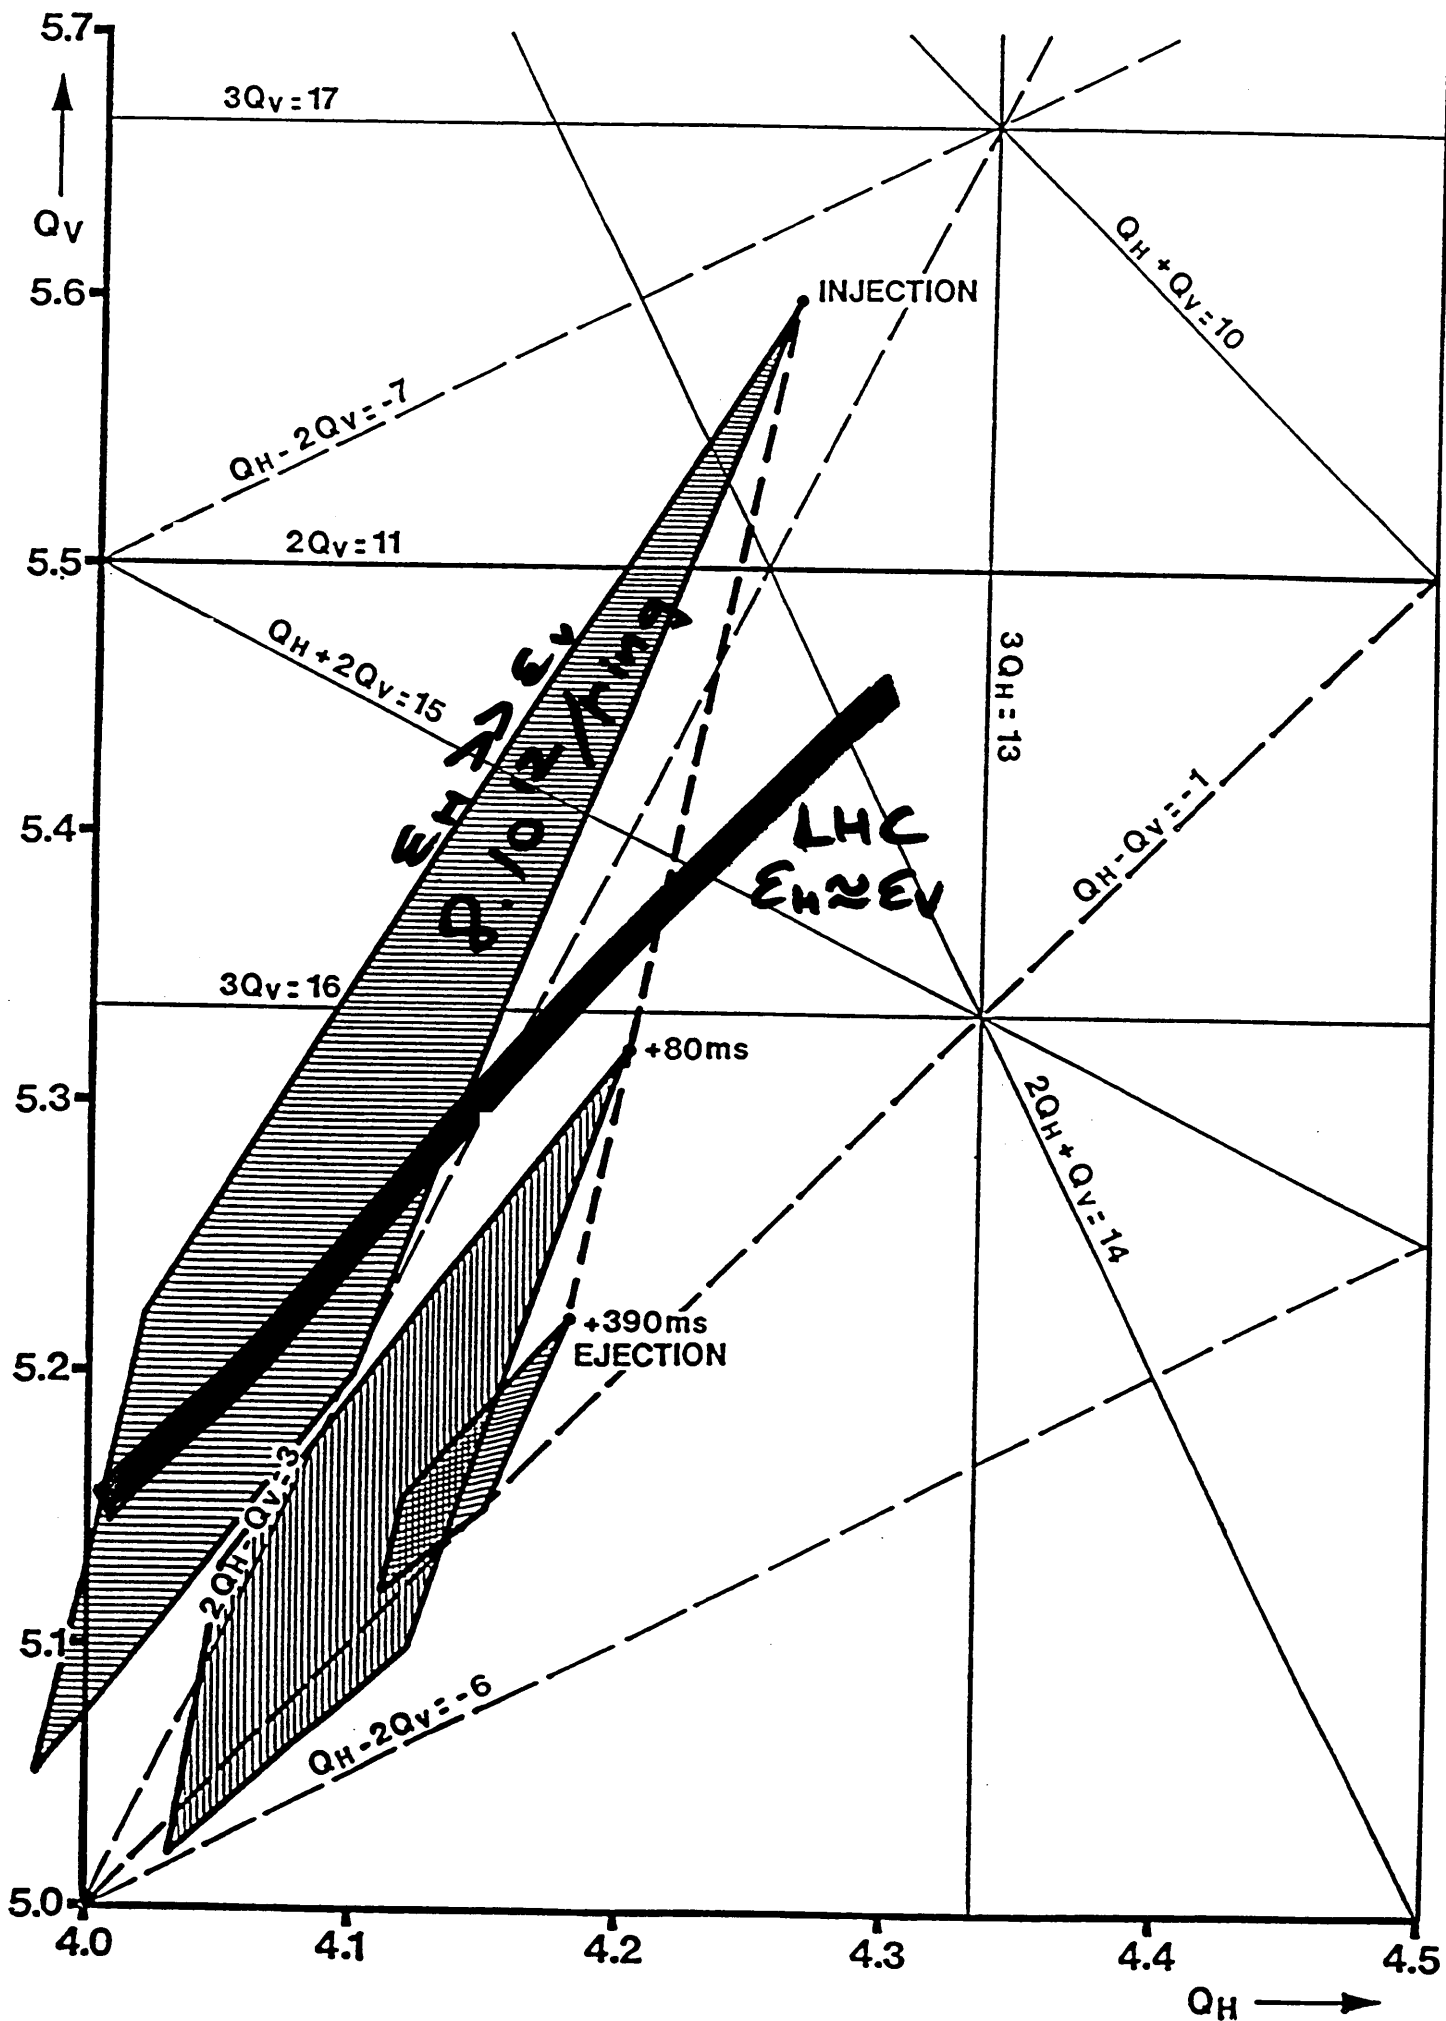 5.7
3QV=17
QV
QH+QV=10
5.6
INJECTION
QH-2QV=-7
5.5
2QV=11
QH+2QV=15
3QH=13
εH >> εV
8.1012/ring
5.4
LHC
εH≈εV
QH-QV=-1
3QV=16
+80ms
5.3
2QH+QV=14
+390ms
EJECTION
5.2
2QH-QV=3
5.1
QH-2QV=-6
5.0
4.0
4.1
4.2
4.3
4.4
4.5
QH